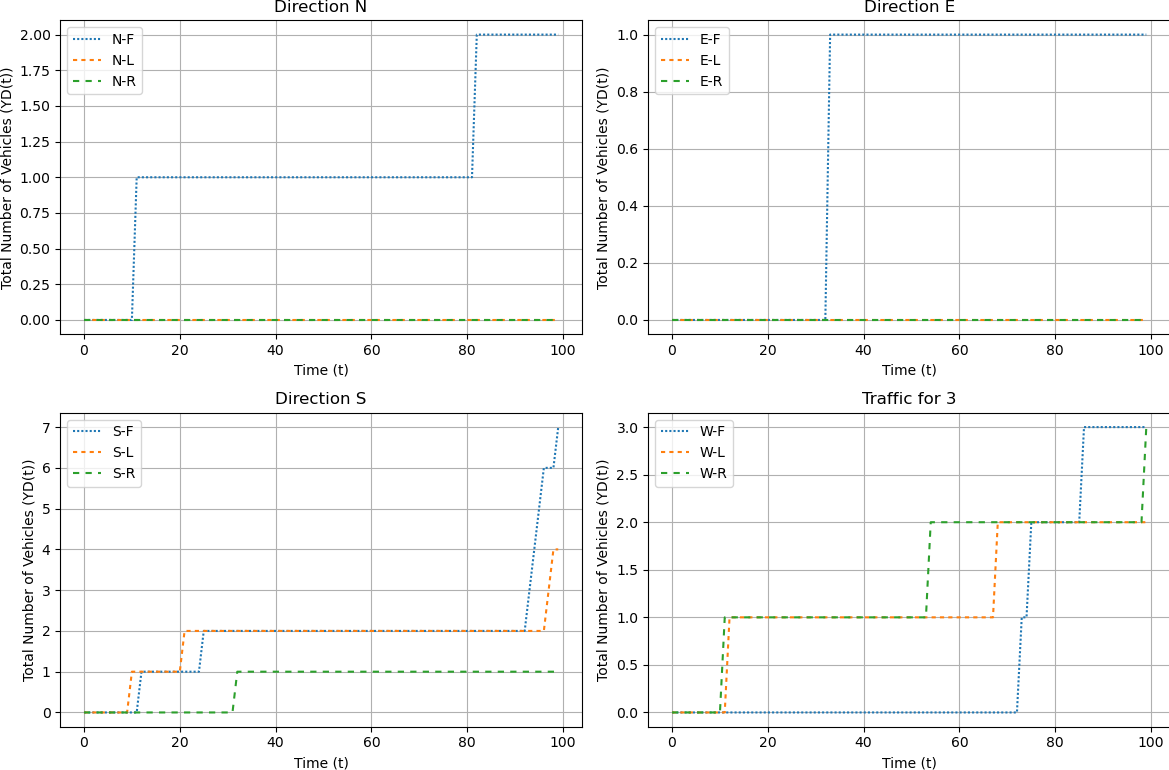 Direction N
N-F
N-L
N-R
Total Number of Vehicles (YD(t))
2.00
1.75
1.50
1.25
1.00
0.75
0.50
0.25
0.00
0 20 40 60 80 100
Time (t)
Direction E
E-F
E-L
E-R
Total Number of Vehicles (YD(t))
1.0
0.8
0.6
0.4
0.2
0.0
0 20 40 60 80 100
Time (t)
Direction S
S-F
S-L
S-R
Total Number of Vehicles (YD(t))
7
6
5
4
3
2
1
0
0 20 40 60 80 100
Time (t)
Traffic for 3
W-F
W-L
W-R
Total Number of Vehicles (YD(t))
3.0
2.5
2.0
1.5
1.0
0.5
0.0
0 20 40 60 80 100
Time (t)